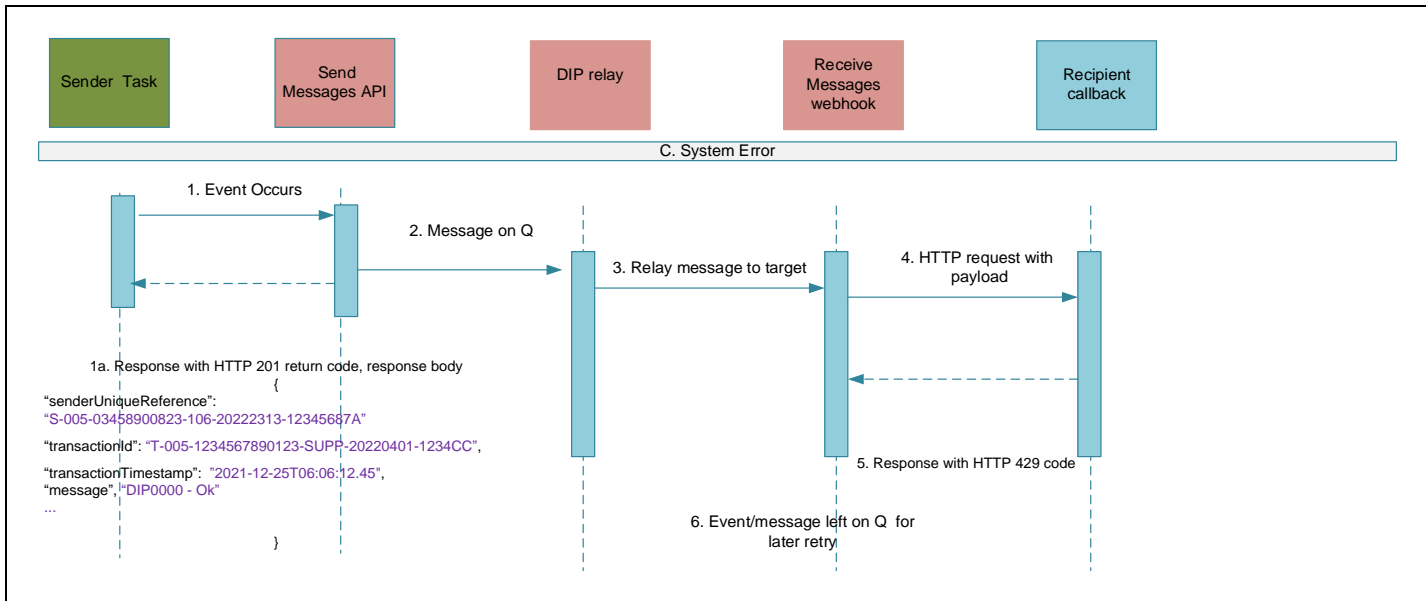 Sender  Task
Send
Messages API
DIP relay
Receive
Messages
webhook
Recipient
callback
C. System Error
1. Event Occurs
2. Message on Q
3. Relay message to target
4. HTTP request with
payload
1a. Response with HTTP 201 return code, response body
{
“senderUniqueReference”:
“S-005-03458900823-106-20222313-12345687A”
“transactionId”: “T-005-1234567890123-SUPP-20220401-1234CC”,
“transactionTimestamp”:  ”2021-12-25T06:06:12.45”,
“message”, “DIP0000 - Ok”
...
}
5. Response with HTTP 429 code
6. Event/message left on Q  for
later retry